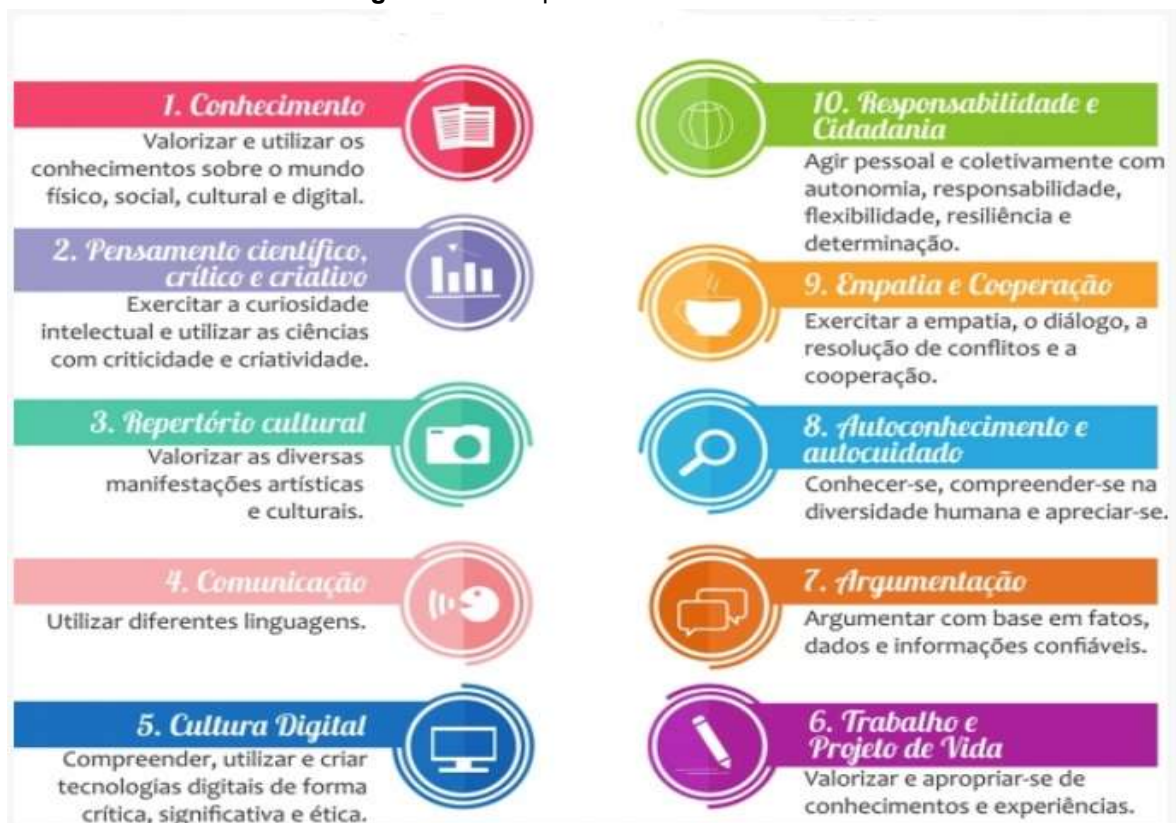 1. Conhecimento
Valorizar e utilizar os
conhecimentos sobre o mundo
físico, social, cultural e digital.
2. Pensamento científico,
crítico e criativo
Exercitar a curiosidade
intelectual e utilizar as ciências
com criticidade e criatividade.
3. Repertório cultural
Valorizar as diversas
manifestações artísticas
e culturais.
4. Comunicação
Utilizar diferentes linguagens.
5. Cultura Digital
Compreender, utilizar e criar
tecnologias digitais de forma
crítica, significativa e ética.
10. Responsabilidade e
Cidadania
Agir pessoal e coletivamente com
autonomia, responsabilidade,
flexibilidade, resiliência e
determinação.
9. Empatia e Cooperação
Exercitar a empatia, o diálogo, a
resolução de conflitos e a
cooperação.
8. Autoconhecimento e
autocuidado
Conhecer-se, compreender-se na
diversidade humana e apreciar-se.
7. Argumentação
Argumentar com base em fatos,
dados e informações confiáveis.
6. Trabalho e
Projeto de Vida
Valorizar e apropriar-se de
conhecimentos e experiências.